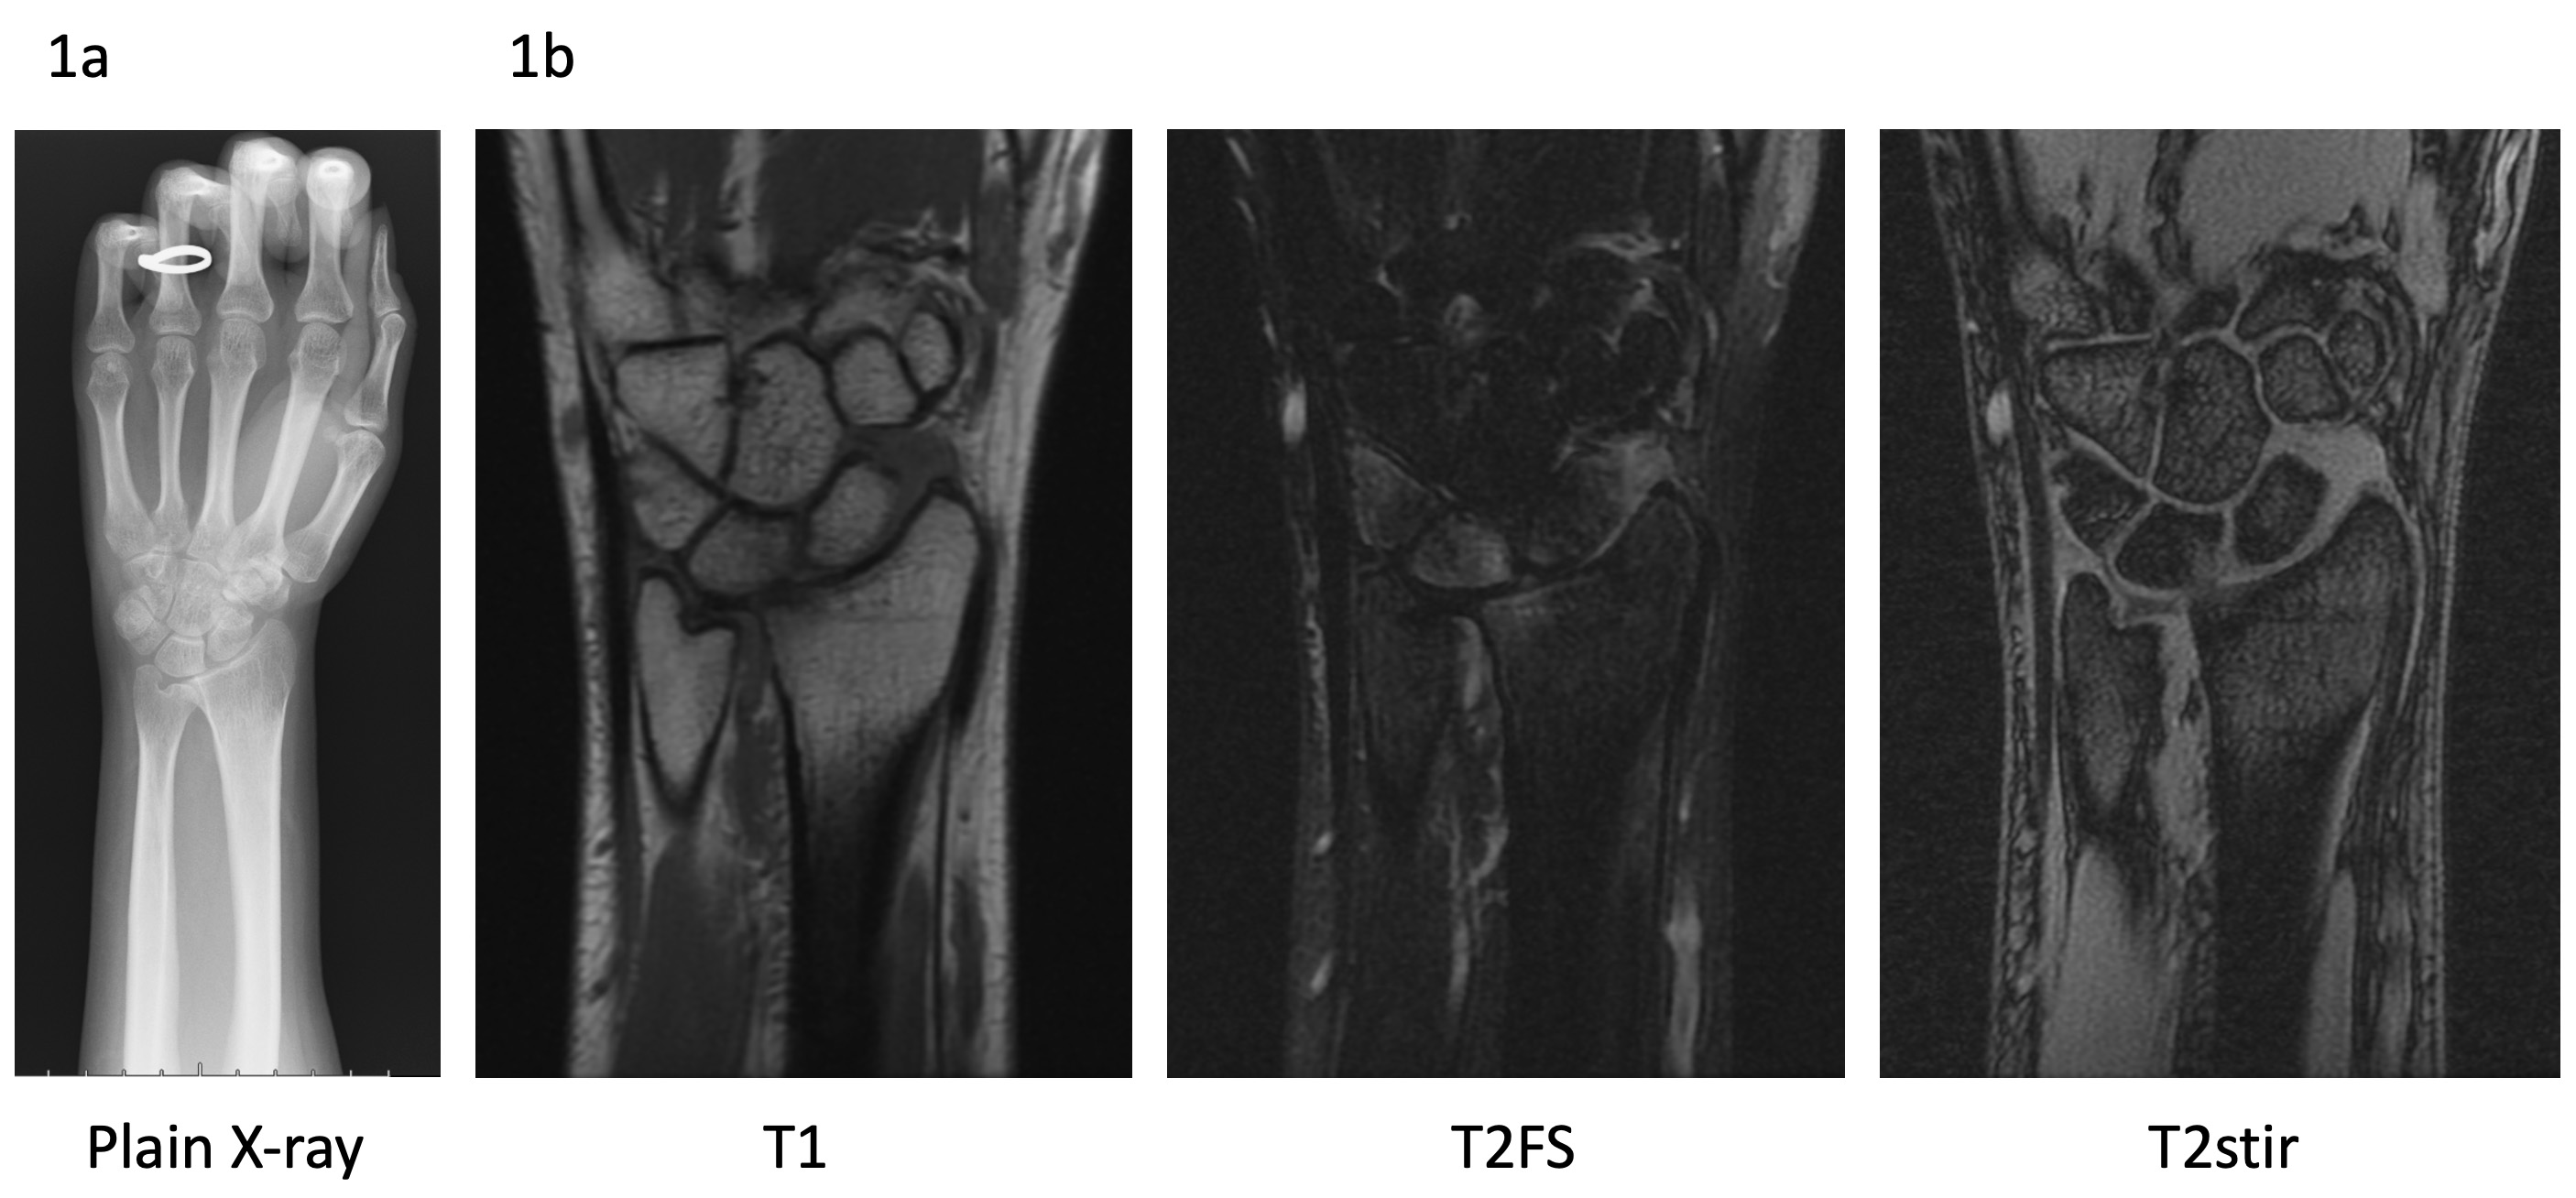 1a
1b
Plain X-ray
T1
T2FS
T2stir